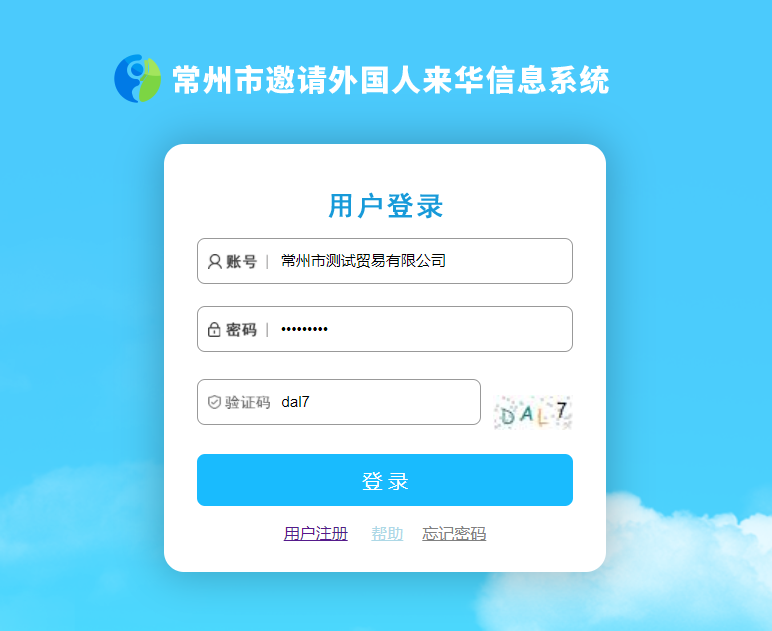 常州市邀请外国人来华信息系统
用户登录
账号 | 常州市测试贸易有限公司
密码 | •••••••••
验证码 dal7 DAL7
登录
用户注册 帮助 忘记密码